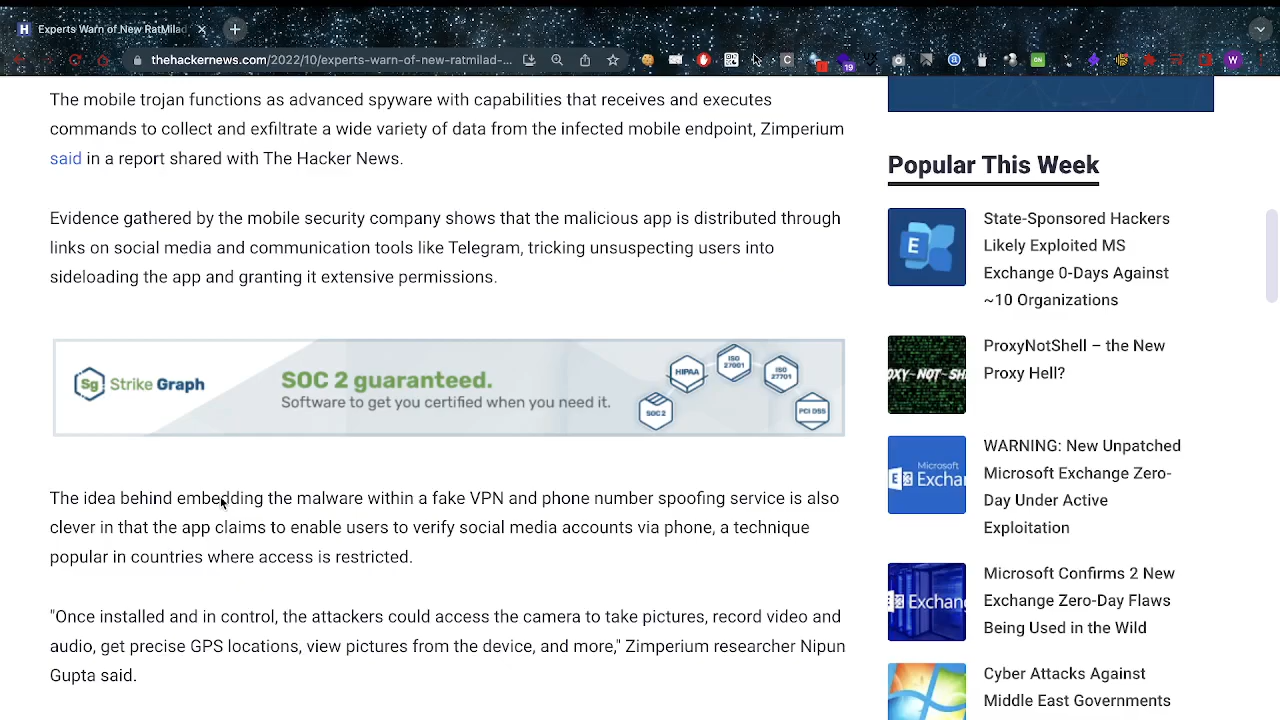 Experts Warn of New RatMilad
thehackernews.com/2022/10/experts-warn-of-new-ratmilad-...
ON
19
W
The mobile trojan functions as advanced spyware with capabilities that receives and executes
commands to collect and exfiltrate a wide variety of data from the infected mobile endpoint, Zimperium
said in a report shared with The Hacker News.
Evidence gathered by the mobile security company shows that the malicious app is distributed through
links on social media and communication tools like Telegram, tricking unsuspecting users into
sideloading the app and granting it extensive permissions.
Sg Strike Graph
SOC 2 guaranteed.
Software to get you certified when you need it.
HIPAA
ISO 27001
ISO 27701
SOC 2
PCI DSS
The idea behind embedding the malware within a fake VPN and phone number spoofing service is also
clever in that the app claims to enable users to verify social media accounts via phone, a technique
popular in countries where access is restricted.
"Once installed and in control, the attackers could access the camera to take pictures, record video and
audio, get precise GPS locations, view pictures from the device, and more," Zimperium researcher Nipun
Gupta said.
Popular This Week
State-Sponsored Hackers
Likely Exploited MS
Exchange 0-Days Against
~10 Organizations
OXY-NOT-SH
ProxyNotShell – the New
Proxy Hell?
Microsoft
Excha
WARNING: New Unpatched
Microsoft Exchange Zero-
Day Under Active
Exploitation
Exchang
Microsoft Confirms 2 New
Exchange Zero-Day Flaws
Being Used in the Wild
Cyber Attacks Against
Middle East Governments